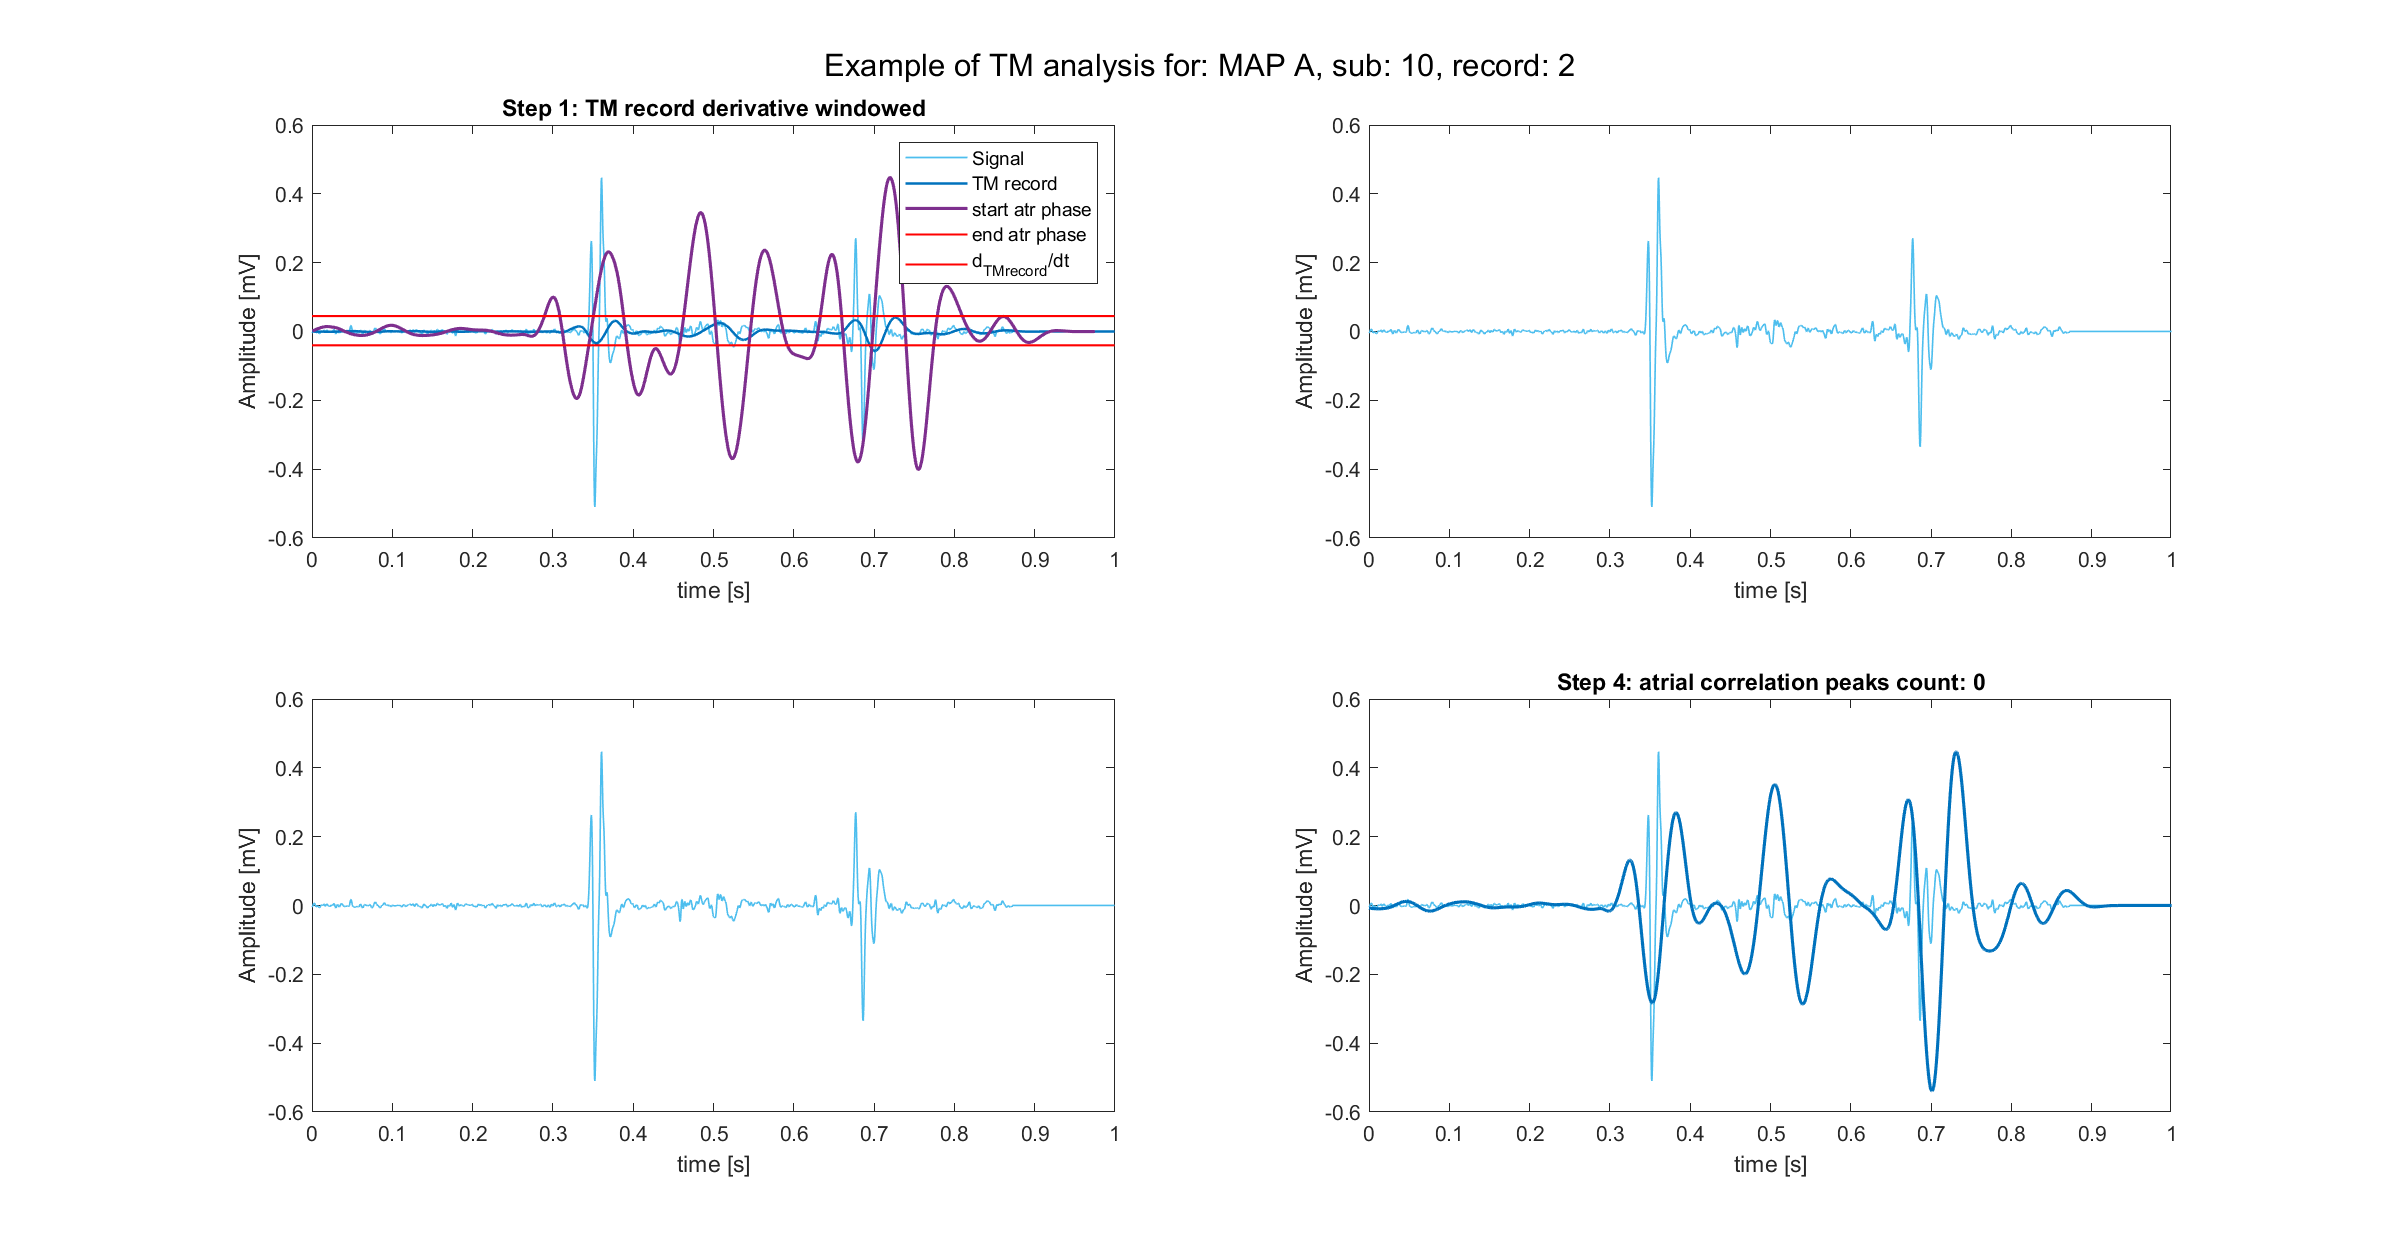 Example of TM analysis for: MAP A, sub: 10, record: 2
Step 1: TM record derivative windowed
0.6
0.4
0.2
0
-0.2
-0.4
-0.6
Amplitude [mV]
Signal
TM record
start atr phase
end atr phase
d_TMrecord/dt
0 0.1 0.2 0.3 0.4 0.5 0.6 0.7 0.8 0.9 1
time [s]
0.6
0.4
0.2
0
-0.2
-0.4
-0.6
Amplitude [mV]
0 0.1 0.2 0.3 0.4 0.5 0.6 0.7 0.8 0.9 1
time [s]
0.6
0.4
0.2
0
-0.2
-0.4
-0.6
Amplitude [mV]
0 0.1 0.2 0.3 0.4 0.5 0.6 0.7 0.8 0.9 1
time [s]
Step 4: atrial correlation peaks count: 0
0.6
0.4
0.2
0
-0.2
-0.4
-0.6
Amplitude [mV]
0 0.1 0.2 0.3 0.4 0.5 0.6 0.7 0.8 0.9 1
time [s]